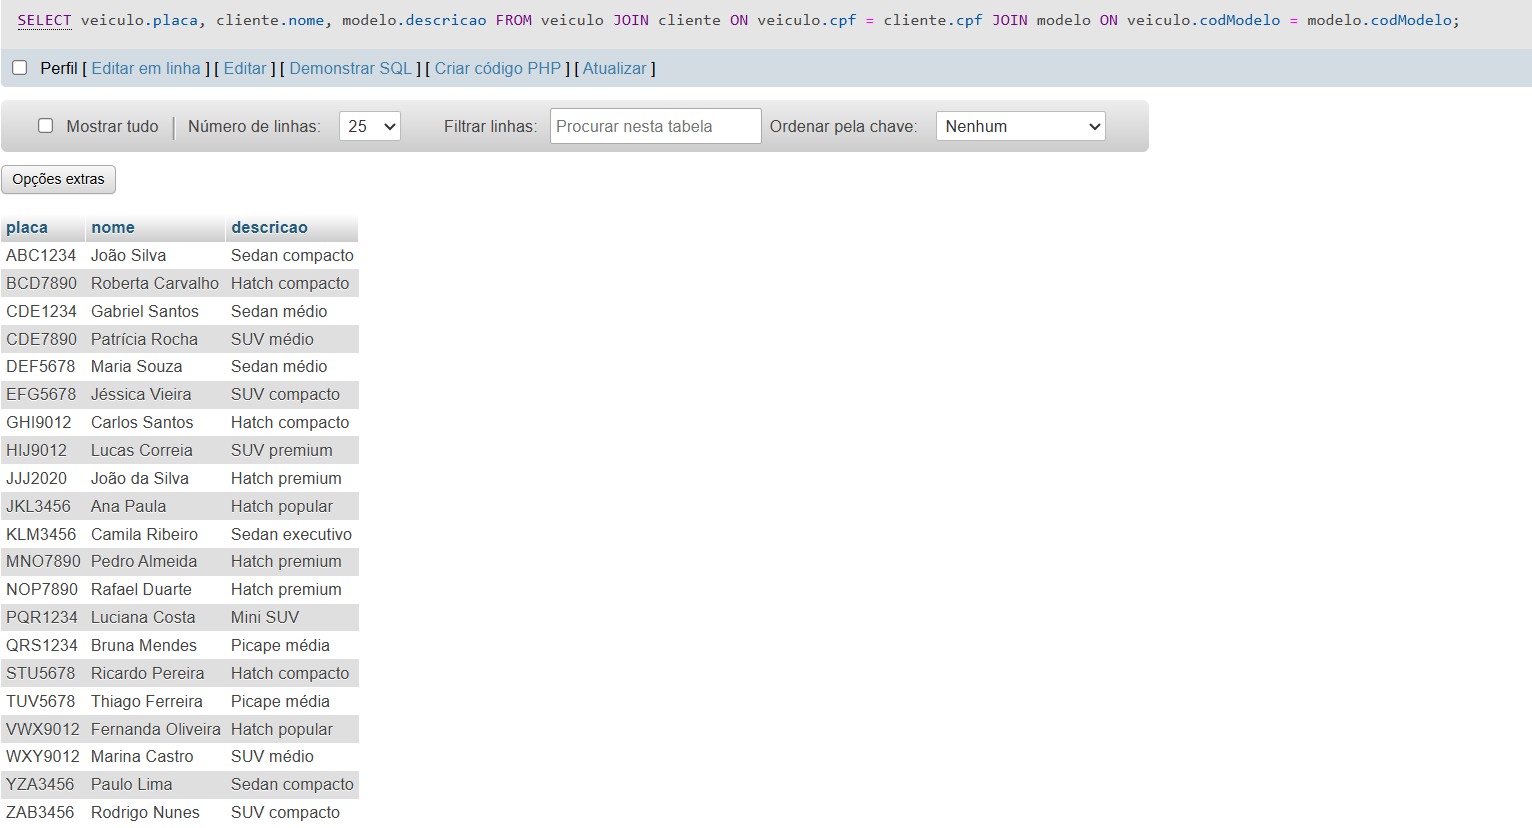 SELECT veiculo.placa, cliente.nome, modelo.descricao FROM veiculo JOIN cliente ON veiculo.cpf = cliente.cpf JOIN modelo ON veiculo.codModelo = modelo.codModelo;
Perfil [ Editar em linha ] [ Editar ] [ Demonstrar SQL ] [ Criar código PHP ] [ Atualizar ]
Mostrar tudo | Número de linhas: 25 Filtrar linhas: Procurar nesta tabela Ordenar pela chave: Nenhum
Opções extras
placa nome descricao
ABC1234 João Silva Sedan compacto
BCD7890 Roberta Carvalho Hatch compacto
CDE1234 Gabriel Santos Sedan médio
CDE7890 Patrícia Rocha SUV médio
DEF5678 Maria Souza Sedan médio
EFG5678 Jéssica Vieira SUV compacto
GHI9012 Carlos Santos Hatch compacto
HIJ9012 Lucas Correia SUV premium
JJJ2020 João da Silva Hatch premium
JKL3456 Ana Paula Hatch popular
KLM3456 Camila Ribeiro Sedan executivo
MNO7890 Pedro Almeida Hatch premium
NOP7890 Rafael Duarte Hatch premium
PQR1234 Luciana Costa Mini SUV
QRS1234 Bruna Mendes Picape média
STU5678 Ricardo Pereira Hatch compacto
TUV5678 Thiago Ferreira Picape média
VWX9012 Fernanda Oliveira Hatch popular
WXY9012 Marina Castro SUV médio
YZA3456 Paulo Lima Sedan compacto
ZAB3456 Rodrigo Nunes SUV compacto